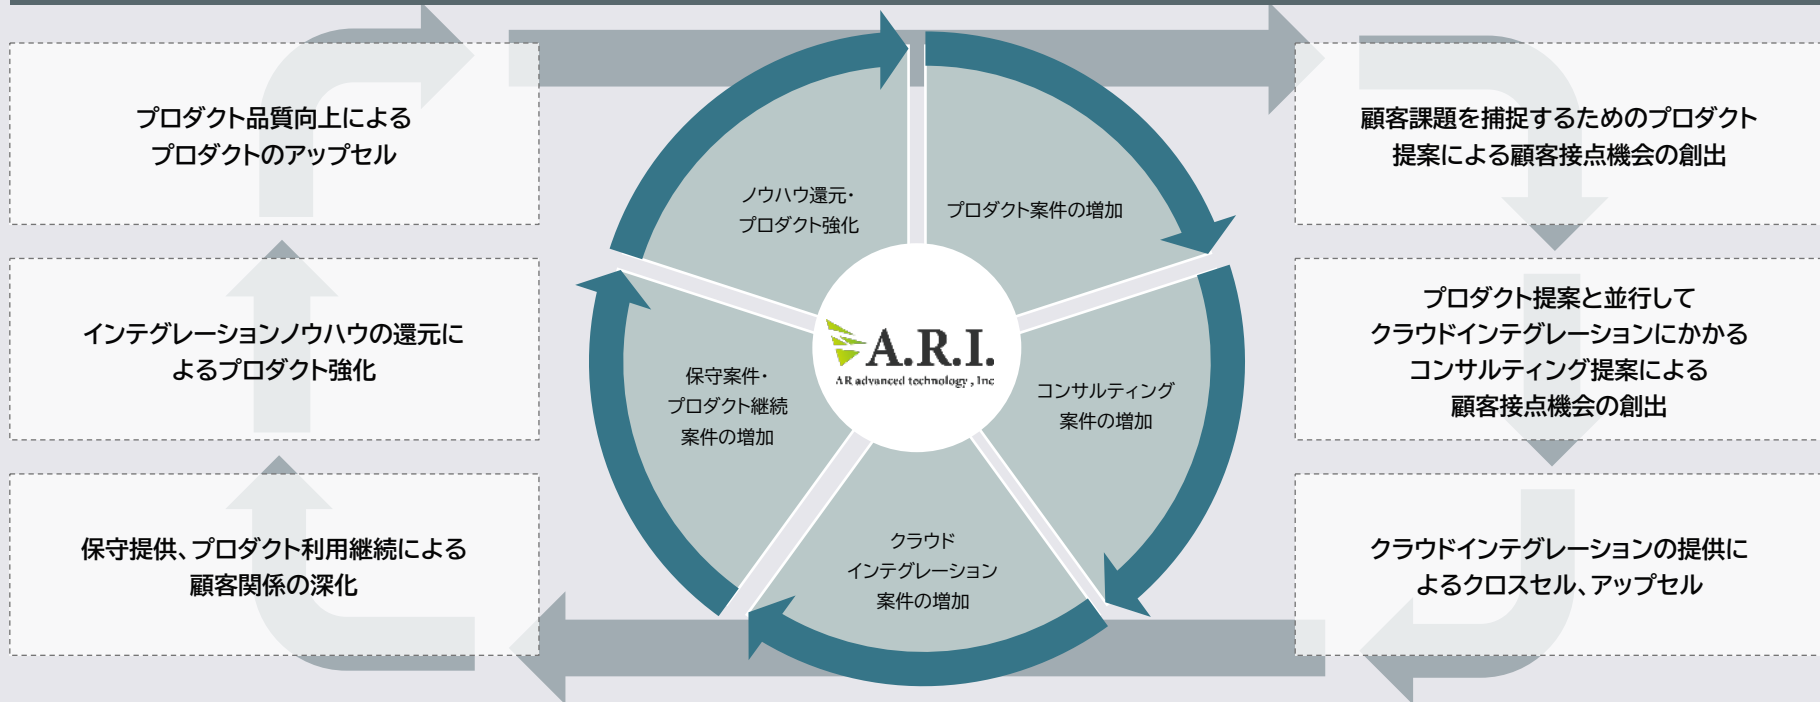 プロダクト品質向上による
プロダクトのアップセル
インテグレーションノウハウの還元に
よるプロダクト強化
保守提供、プロダクト利用継続による
顧客関係の深化
ノウハウ還元・
プロダクト強化
プロダクト案件の増加
保守案件・
プロダクト継続
案件の増加
A.R.I.
AR advanced technology , Inc
コンサルティング
案件の増加
クラウド
インテグレーション
案件の増加
顧客課題を捕捉するためのプロダクト
提案による顧客接点機会の創出
プロダクト提案と並行して
クラウドインテグレーションにかかる
コンサルティング提案による
顧客接点機会の創出
クラウドインテグレーションの提供に
よるクロスセル、アップセル